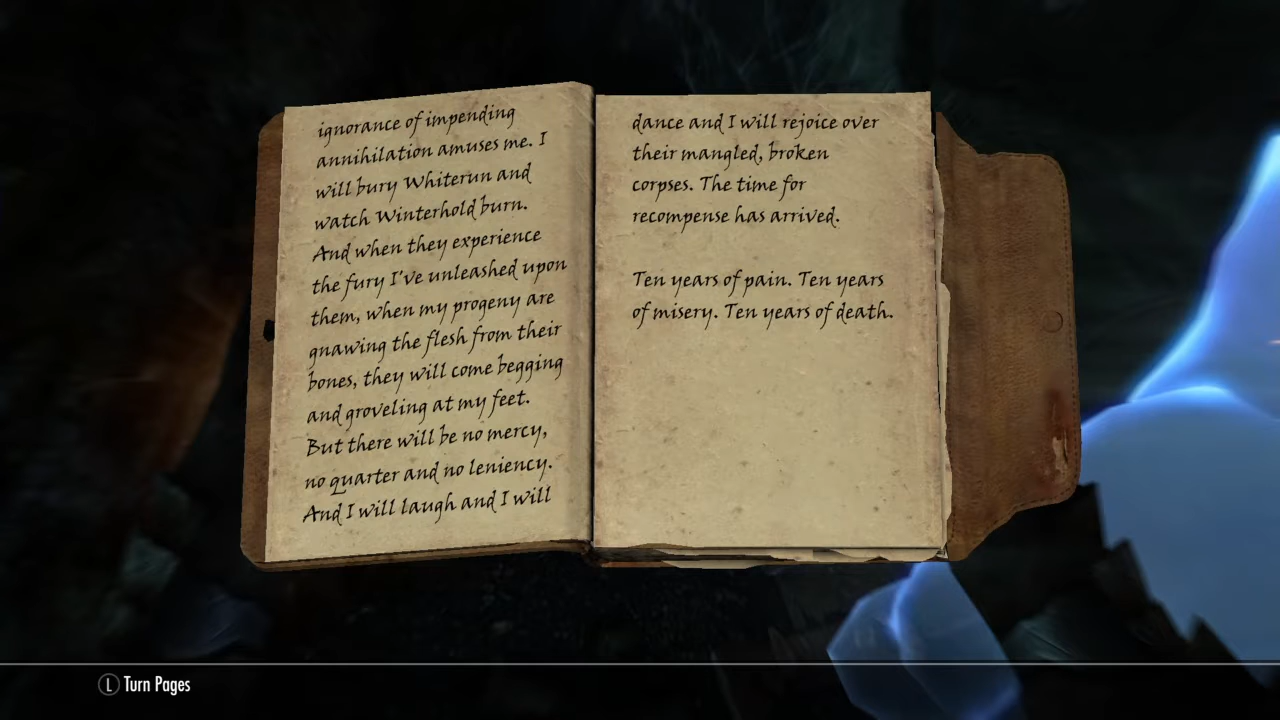 ignorance of impending
annihilation amuses me. I
will bury Whiterun and
watch Winterhold burn.
And when they experience
the fury I've unleashed upon
them, when my progeny are
gnawing the flesh from their
bones, they will come begging
and groveling at my feet.
But there will be no mercy,
no quarter and no leniency.
And I will laugh and I will
dance and I will rejoice over
their mangled, broken
corpses. The time for
recompense has arrived.
Ten years of pain. Ten years
of misery. Ten years of death.
L Turn Pages